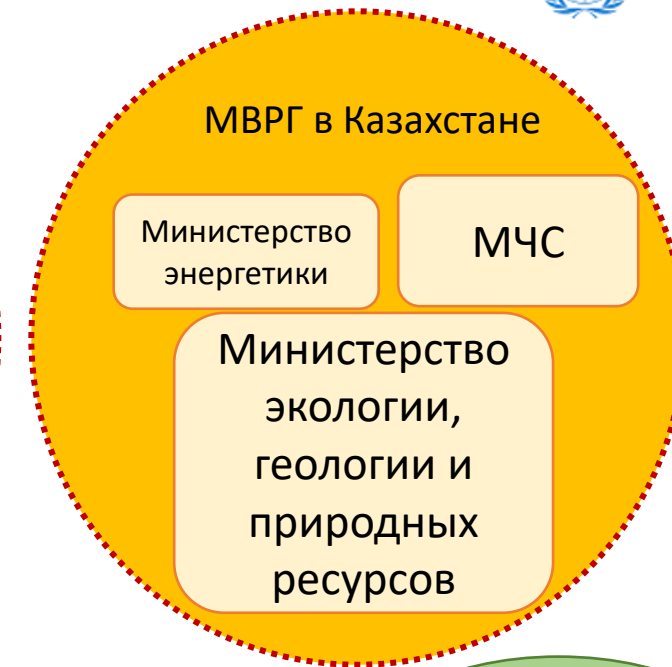 МВРГ в Казахстане
Министерство
энергетики
МЧС
Министерство
экологии,
геологии и
природных
ресурсов